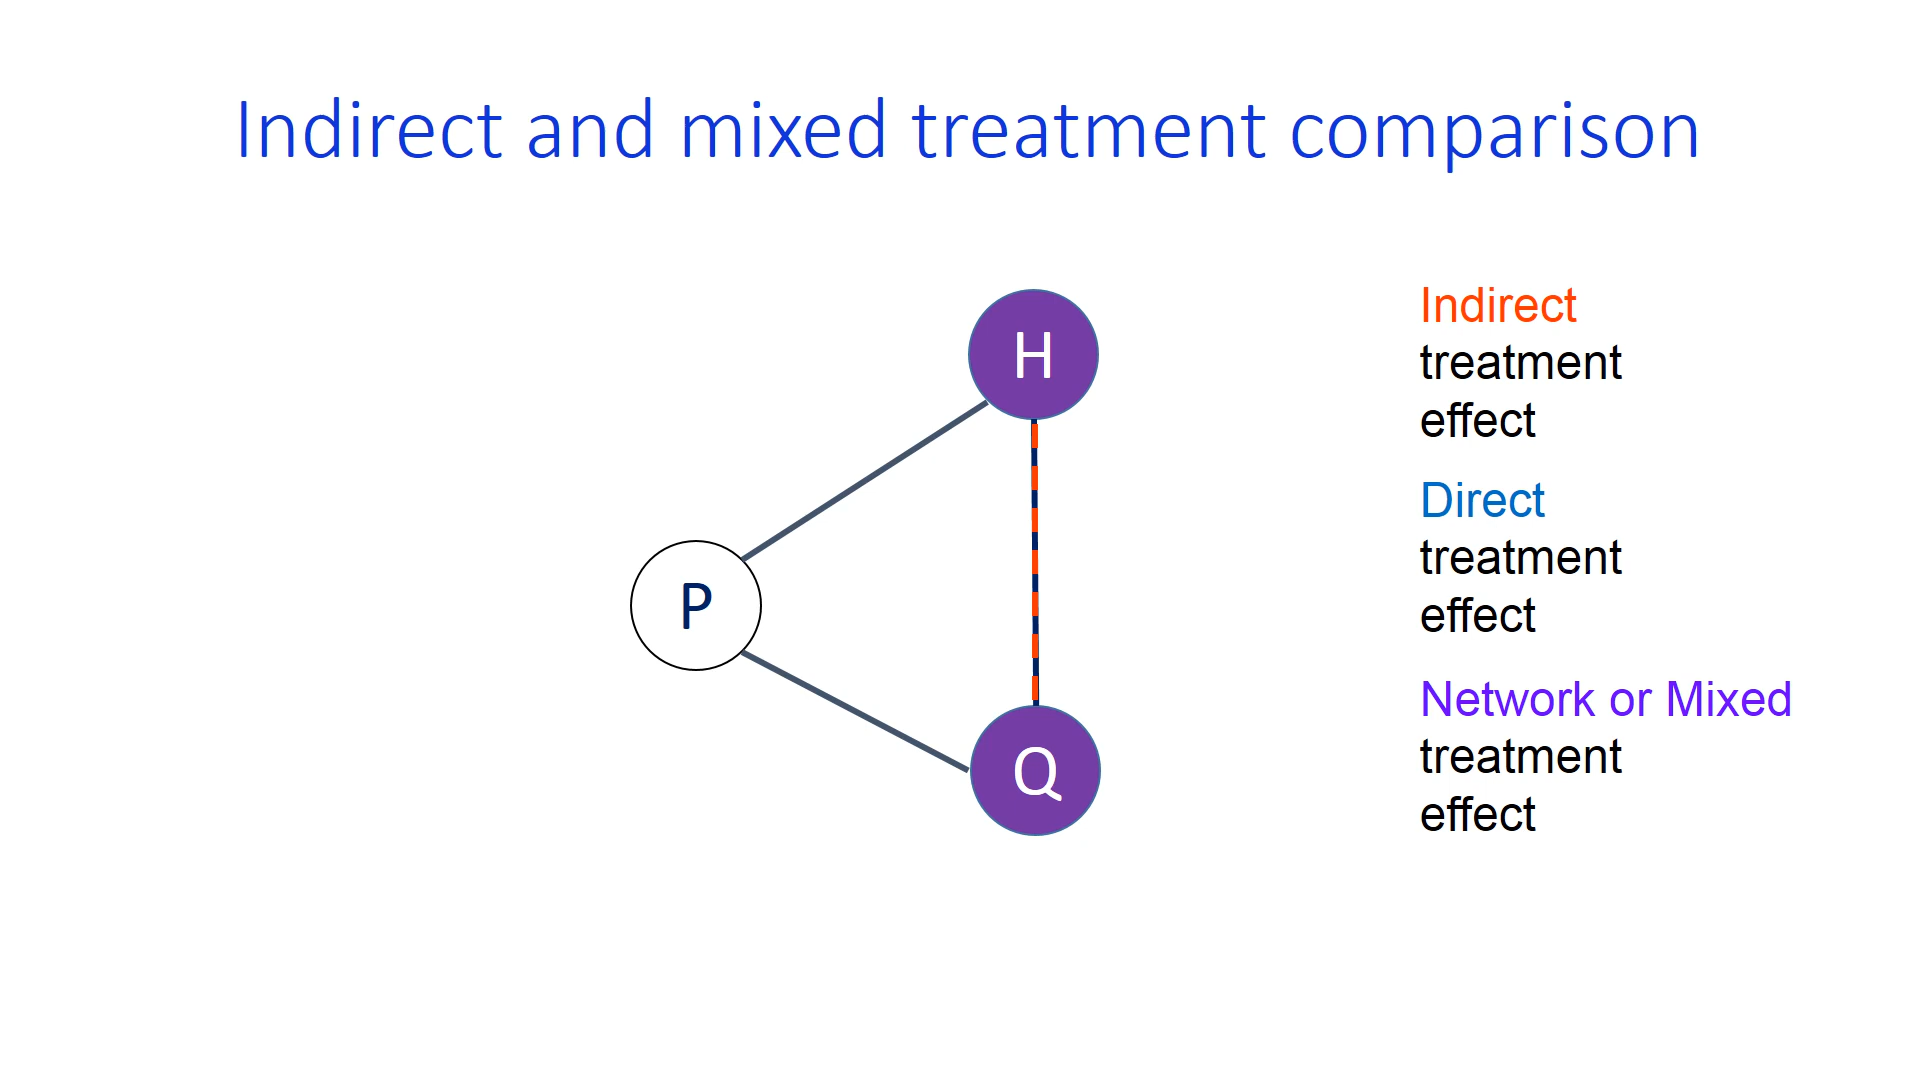 Indirect and mixed treatment comparison
H
P
Q
Indirect
treatment
effect
Direct
treatment
effect
Network or Mixed
treatment
effect